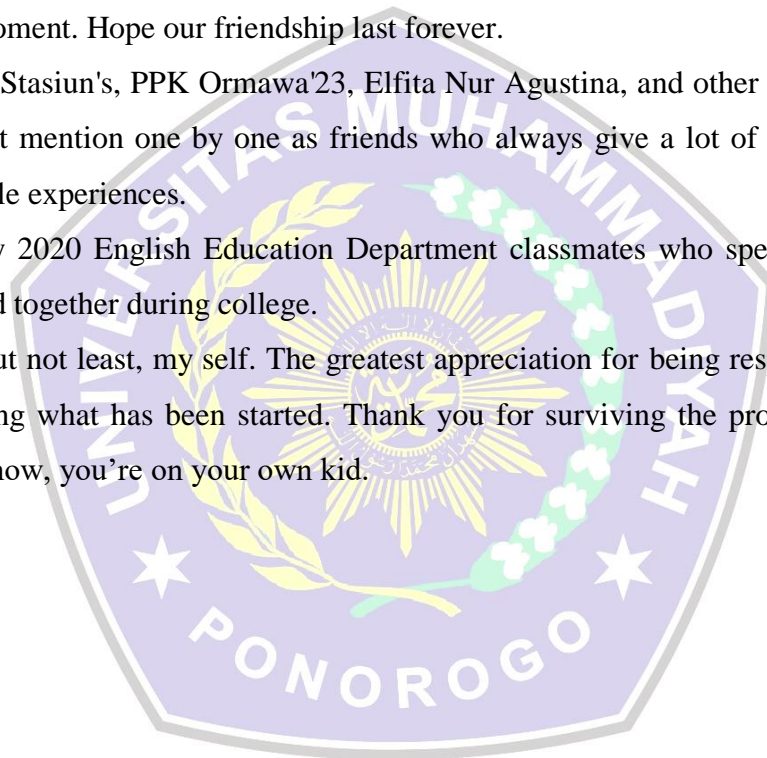 oment. Hope our friendship last forever.
Stasiun's, PPK Ormawa'23, Elfita Nur Agustina, and other
t mention one by one as friends who always give a lot of
le experiences.
y 2020 English Education Department classmates who spe
d together during college.
ut not least, my self. The greatest appreciation for being res
ng what has been started. Thank you for surviving the pro
now, you’re on your own kid.
UNIVERSITAS MUHAMMADIYAH
PONOROGO